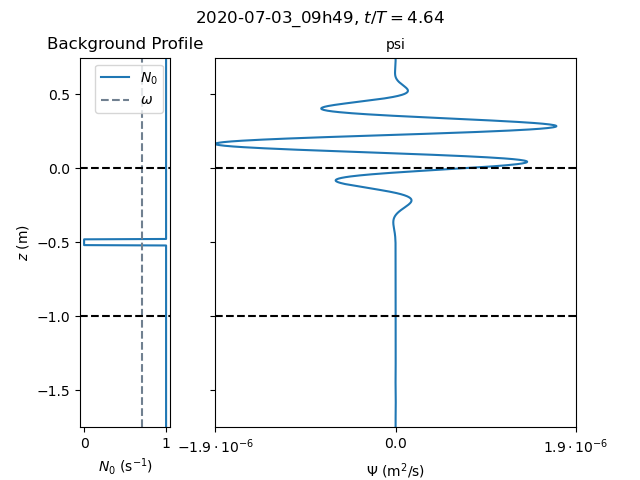 2020-07-03_09h49, t/T = 4.64
Background Profile
psi
N₀
ω
0.5
0.0
−0.5
−1.0
−1.5
z (m)
0 1
−1.9 · 10⁻⁶ 0.0 1.9 · 10⁻⁶
N₀ (s⁻¹)
Ψ (m²/s)